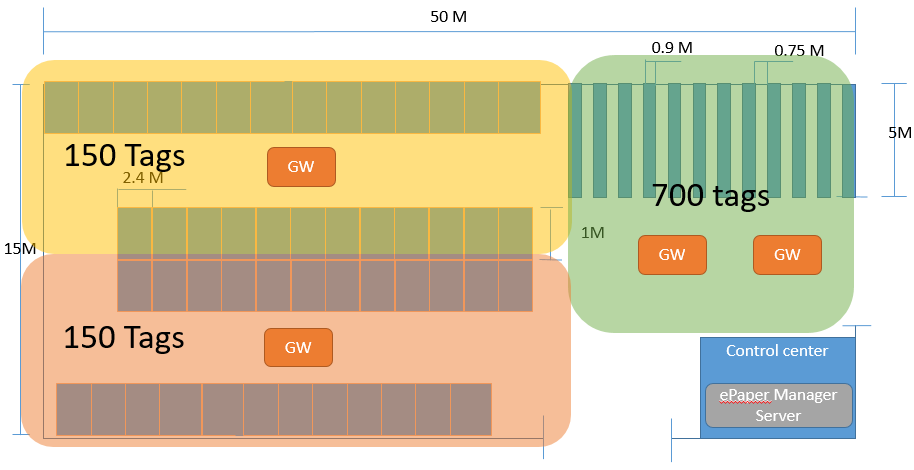 50 M
0.9 M
0.75 M
5M
150 Tags
GW
2.4 M
700 tags
1M
15M
GW
GW
150 Tags
GW
Control center
ePaper Manager
Server